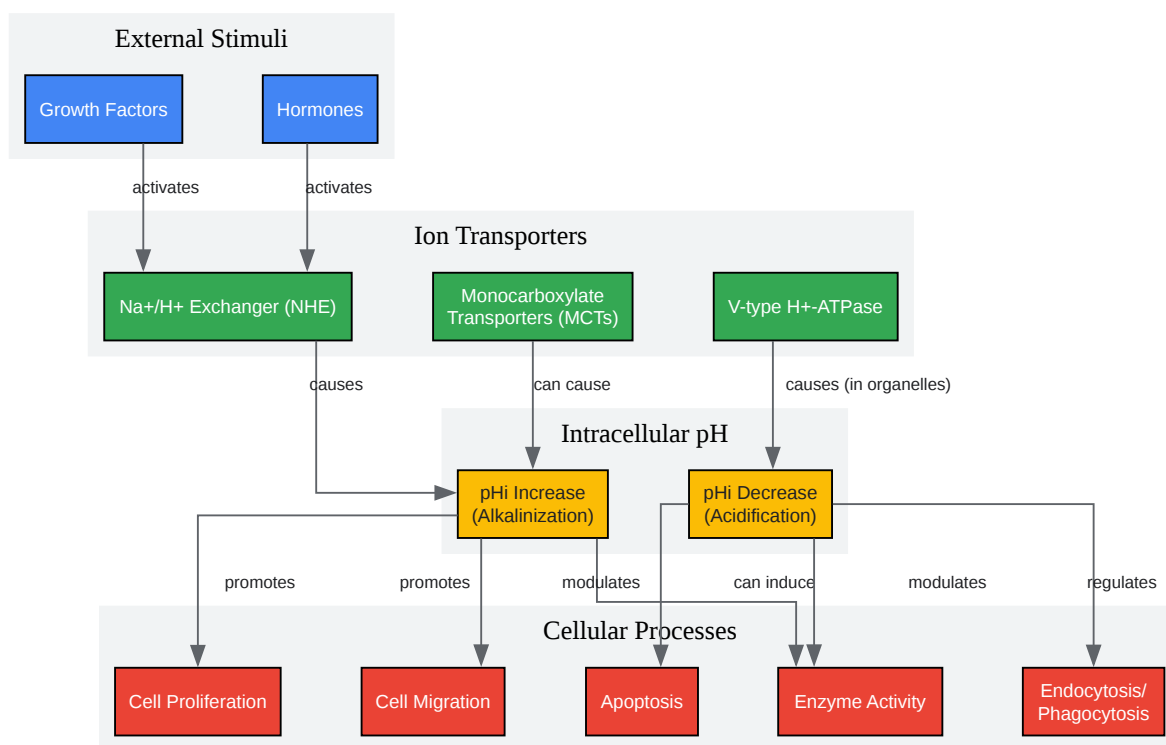 External Stimuli
Growth Factors
Hormones
activates
activates
Ion Transporters
Na+/H+ Exchanger (NHE)
Monocarboxylate
Transporters (MCTs)
V-type H+-ATPase
causes
can cause
causes (in organelles)
Intracellular pH
pHi Increase
(Alkalinization)
pHi Decrease
(Acidification)
promotes
promotes
modulates
can induce
modulates
regulates
Cellular Processes
Cell Proliferation
Cell Migration
Apoptosis
Enzyme Activity
Endocytosis/
Phagocytosis